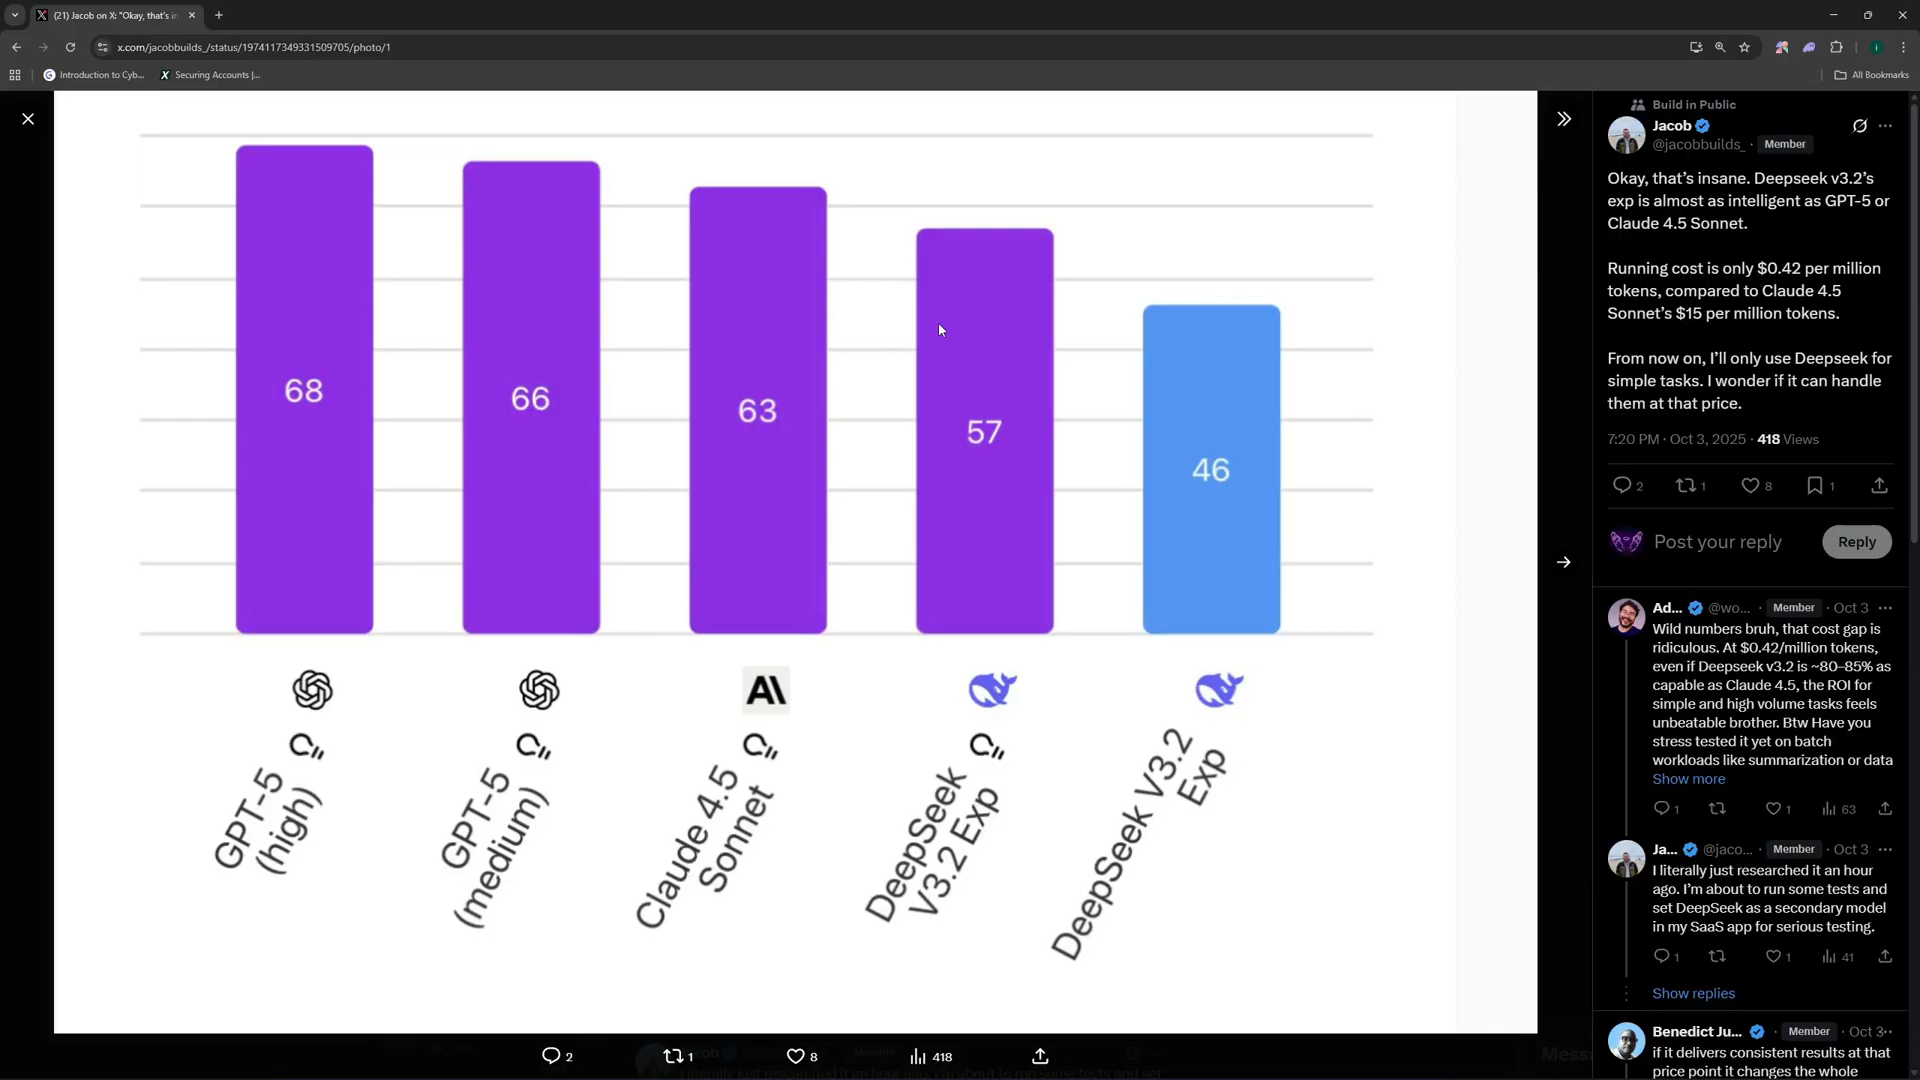 (21) Jacob on X: "Okay, that's in
x.com/jacobbuilds_/status/1974117349331509705/photo/1
Introduction to Cyb...
Securing Accounts |...
All Bookmarks
68
66
63
57
46
GPT-5
(high)
GPT-5
(medium)
Claude 4.5
Sonnet
DeepSeek
V3.2 Exp
DeepSeek V3.2
Exp
2
1
8
418
Build in Public
Jacob
@jacobbuilds_ · Member
Okay, that's insane. Deepseek v3.2's
exp is almost as intelligent as GPT-5 or
Claude 4.5 Sonnet.
Running cost is only $0.42 per million
tokens, compared to Claude 4.5
Sonnet's $15 per million tokens.
From now on, I'll only use Deepseek for
simple tasks. I wonder if it can handle
them at that price.
7:20 PM · Oct 3, 2025 · 418 Views
2 1 8 1
Post your reply
Reply
Ad... @wo... · Member · Oct 3
Wild numbers bruh, that cost gap is
ridiculous. At $0.42/million tokens,
even if Deepseek v3.2 is ~80–85% as
capable as Claude 4.5, the ROI for
simple and high volume tasks feels
unbeatable brother. Btw Have you
stress tested it yet on batch
workloads like summarization or data
Show more
1 1 63
Ja... @jaco... · Member · Oct 3
I literally just researched it an hour
ago. I'm about to run some tests and
set DeepSeek as a secondary model
in my SaaS app for serious testing.
1 1 41
Show replies
Benedict Ju... · Member · Oct 3
if it delivers consistent results at that
price point it changes the whole